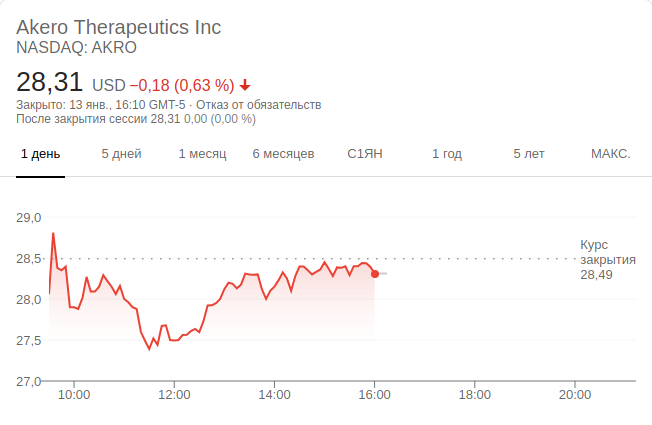 Akero Therapeutics Inc
NASDAQ: AKRO
28,31 USD −0,18 (0,63 %)
Закрыто: 13 янв., 16:10 GMT-5 · Отказ от обязательств
После закрытия сессии 28,31 0,00 (0,00 %)
1 день 5 дней 1 месяц 6 месяцев С1ЯН 1 год 5 лет МАКС.
29,0
28,5
28,0
27,5
27,0
Курс
закрытия
28,49
10:00 12:00 14:00 16:00 18:00 20:00